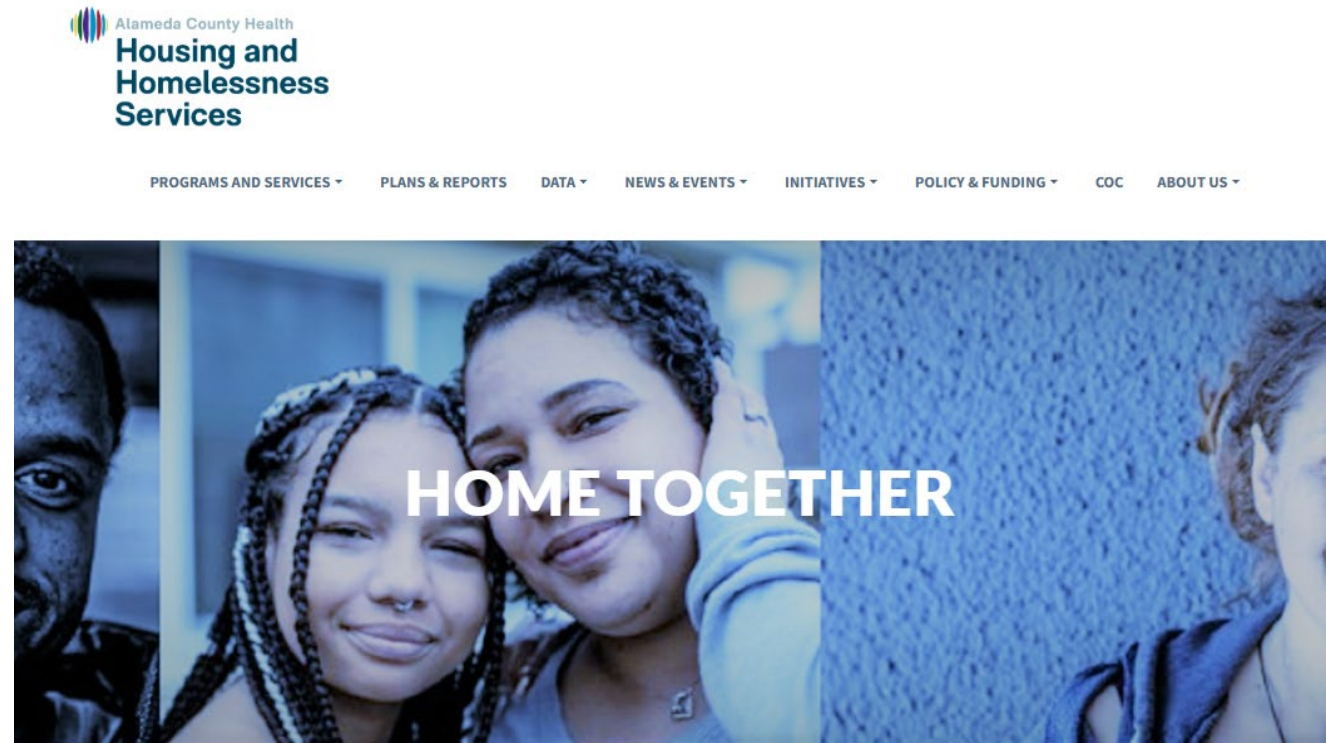 Alameda County Health
Housing and
Homelessness
Services
PROGRAMS AND SERVICES PLANS & REPORTS DATA NEWS & EVENTS INITIATIVES POLICY & FUNDING COC ABOUT US
HOME TOGETHER